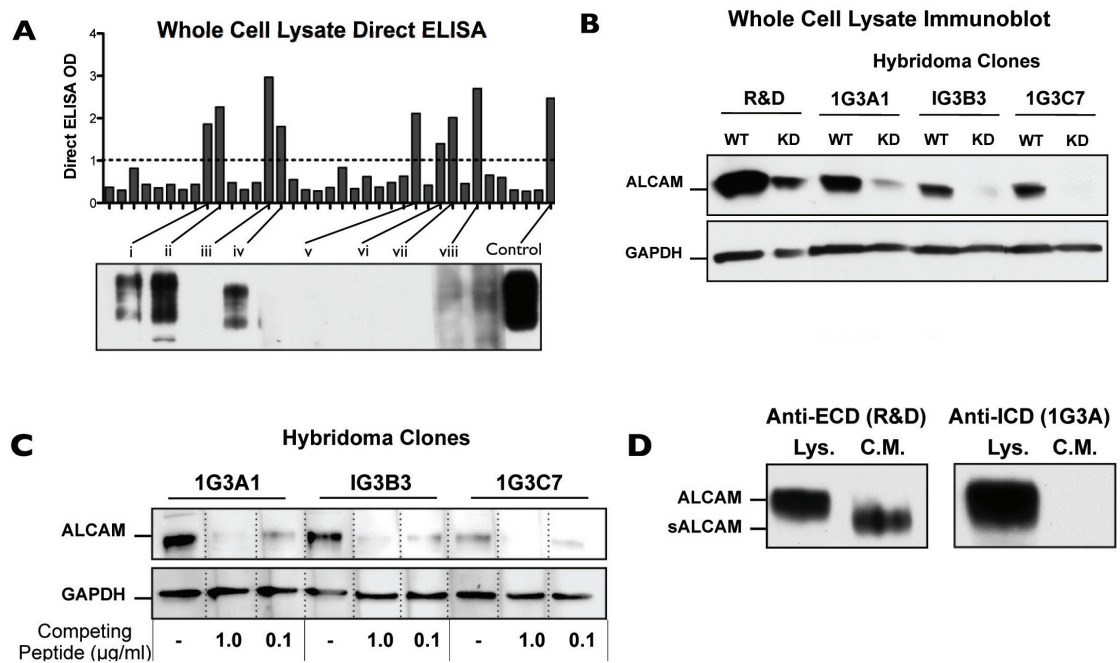 A
Whole Cell Lysate Direct ELISA
Direct ELISA OD
4
3
2
1
0
i ii iii iv v vi vii viii Control
B
Whole Cell Lysate Immunoblot
Hybridoma Clones
R&D 1G3A1 IG3B3 1G3C7
WT KD WT KD WT KD WT KD
ALCAM
GAPDH
C
Hybridoma Clones
1G3A1 IG3B3 1G3C7
ALCAM
GAPDH
Competing
Peptide (µg/ml)
- 1.0 0.1 - 1.0 0.1 - 1.0 0.1
D
Anti-ECD (R&D) Anti-ICD (1G3A)
Lys. C.M. Lys. C.M.
ALCAM
sALCAM